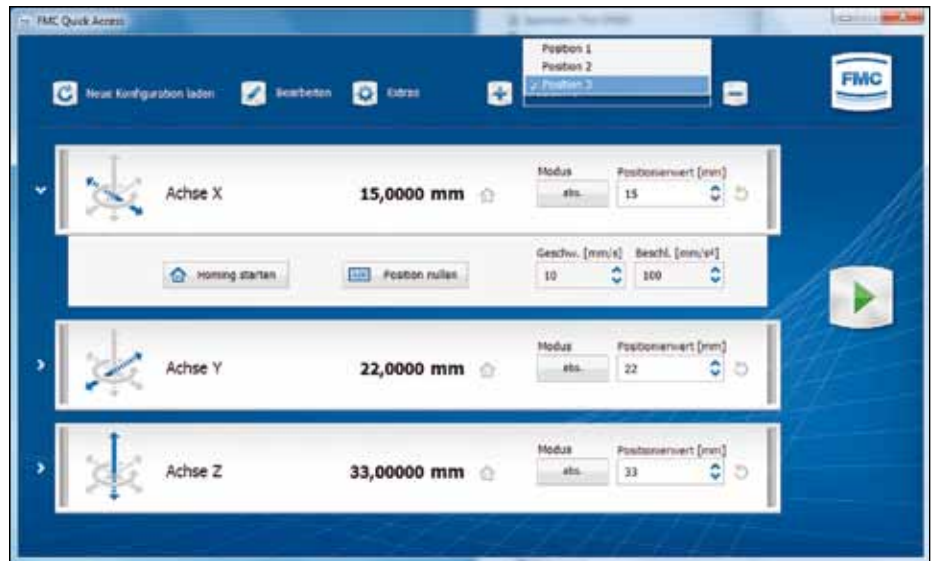 FMC Quick Access
Position 1
Position 2
✓ Position 3
Neue Konfiguration laden
Bearbeiten
Extras
FMC
Achse X
15,0000 mm
Modus
abs.
Positionierwert [mm]
15
Homing starten
Position nullen
Geschw. [mm/s]
10
Beschl. [mm/s²]
100
Achse Y
22,0000 mm
Modus
abs.
Positionierwert [mm]
22
Achse Z
33,00000 mm
Modus
abs.
Positionierwert [mm]
33